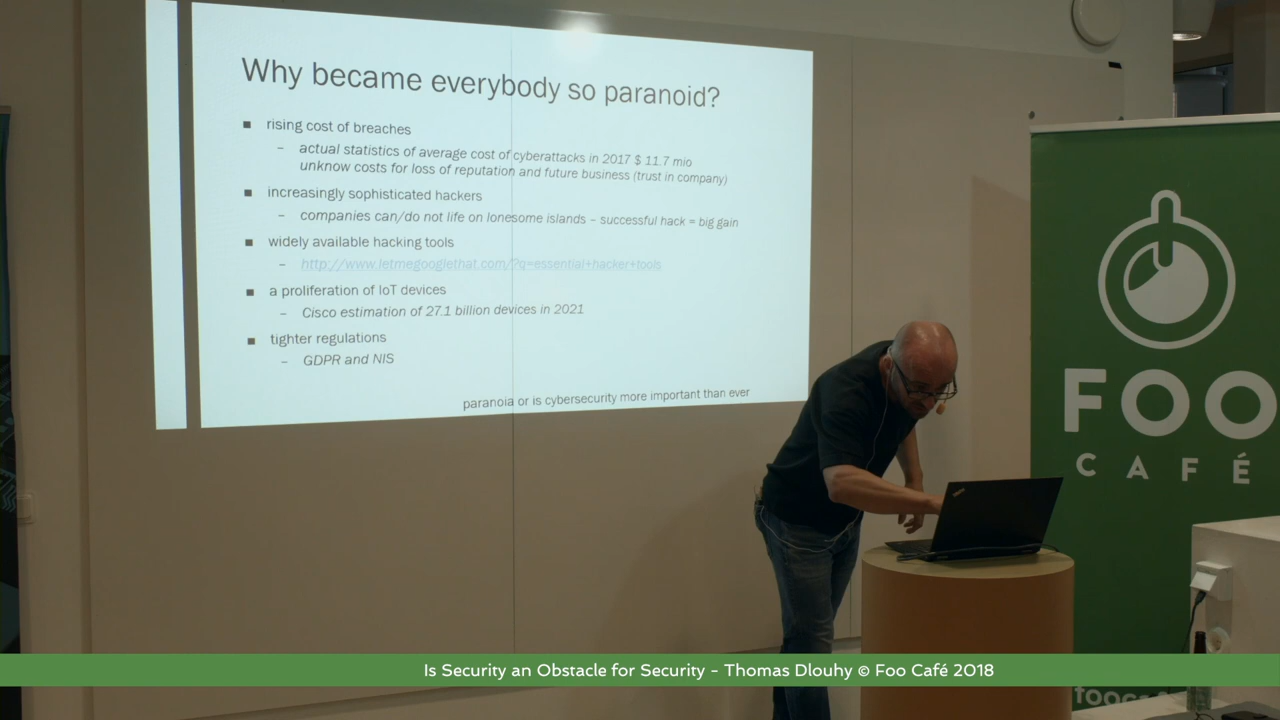 Why became everybody so paranoid?
■ rising cost of breaches
– actual statistics of average cost of cyberattacks in 2017 $ 11.7 mio
unknow costs for loss of reputation and future business (trust in company)
■ increasingly sophisticated hackers
– companies can/do not life on lonesome islands – successful hack = big gain
■ widely available hacking tools
– http://www.letmegooglethat.com/?q=essential+hacker+tools
■ a proliferation of IoT devices
– Cisco estimation of 27.1 billion devices in 2021
■ tighter regulations
– GDPR and NIS
paranoia or is cybersecurity more important than ever
FOO
CAFÉ
Is Security an Obstacle for Security - Thomas Dlouhy © Foo Café 2018